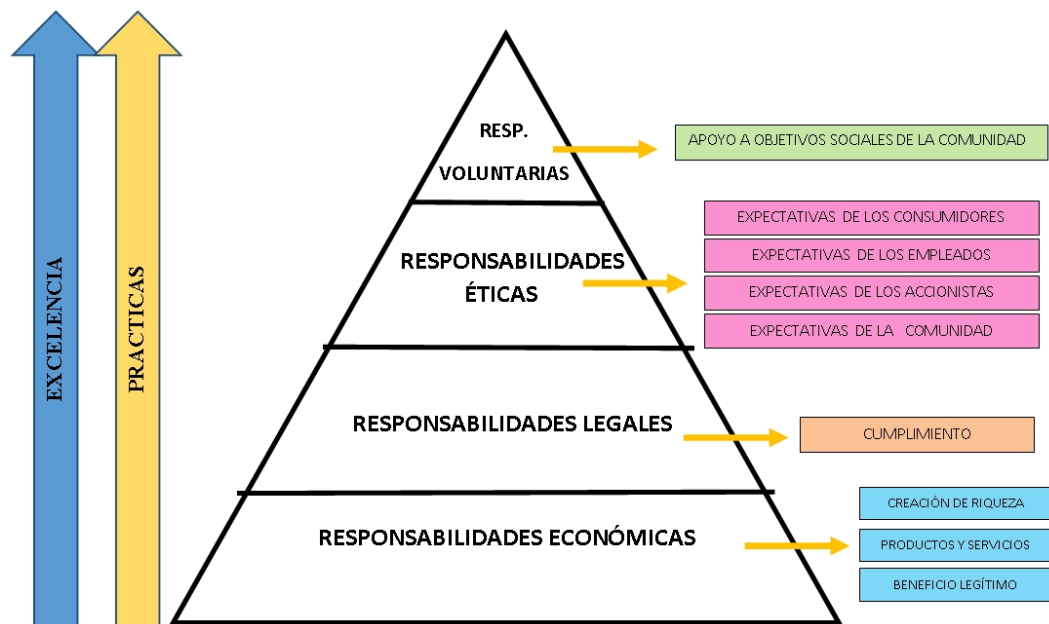 EXCELENCIA
PRACTICAS
RESP.
VOLUNTARIAS
APOYO A OBJETIVOS SOCIALES DE LA COMUNIDAD
RESPONSABILIDADES
ÉTICAS
EXPECTATIVAS DE LOS CONSUMIDORES
EXPECTATIVAS DE LOS EMPLEADOS
EXPECTATIVAS DE LOS ACCIONISTAS
EXPECTATIVAS DE LA COMUNIDAD
RESPONSABILIDADES LEGALES
CUMPLIMIENTO
RESPONSABILIDADES ECONÓMICAS
CREACIÓN DE RIQUEZA
PRODUCTOS Y SERVICIOS
BENEFICIO LEGÍTIMO